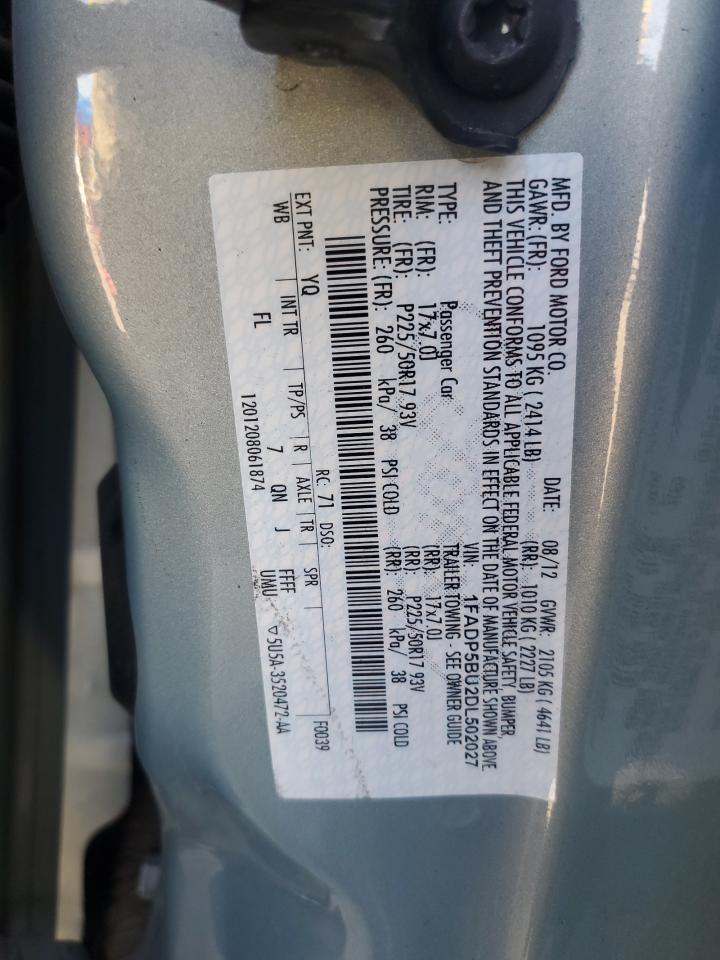 MFD. BY FORD MOTOR CO. DATE: 08/12 GVWR: 2105 KG ( 4641 LB)
GAWR: (FR): 1095 KG ( 2414 LB) (RR): 1010 KG ( 2227 LB)
THIS VEHICLE CONFORMS TO ALL APPLICABLE FEDERAL MOTOR VEHICLE SAFETY, BUMPER,
AND THEFT PREVENTION STANDARDS IN EFFECT ON THE DATE OF MANUFACTURE SHOWN ABOVE
VIN: 1FADP5BU2DL502027
TYPE: Passenger Car TRAILER TOWING - SEE OWNER GUIDE
RIM: (FR): 17x7.0J (RR): 17x7.0J
TIRE: (FR): P225/50R17 93V (RR): P225/50R17 93V
PRESSURE: (FR): 260 kPa/ 38 PSI COLD (RR): 260 kPa/ 38 PSI COLD
F0039
EXT PNT: YQ RC: 71 DSO:
WB INT TR TP/PS R AXLE TR SPR
FL 7 QN J FFFF
UMU
1201208061874 5U5A-3520472-AA